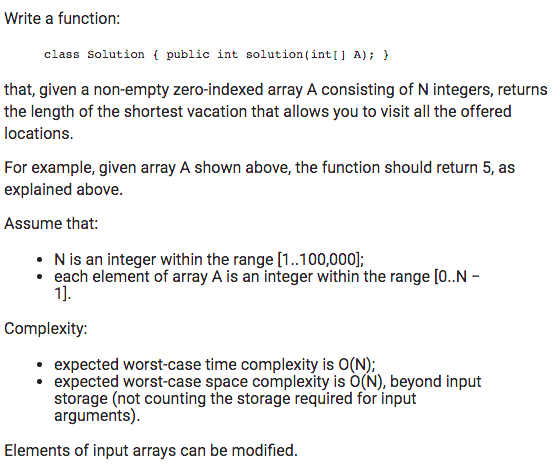 Write a function:
class Solution { public int solution(int[] A); }
that, given a non-empty zero-indexed array A consisting of N integers, returns
the length of the shortest vacation that allows you to visit all the offered
locations.
For example, given array A shown above, the function should return 5, as
explained above.
Assume that:
• N is an integer within the range [1..100,000];
• each element of array A is an integer within the range [0..N −
1].
Complexity:
• expected worst-case time complexity is O(N);
• expected worst-case space complexity is O(N), beyond input
storage (not counting the storage required for input
arguments).
Elements of input arrays can be modified.